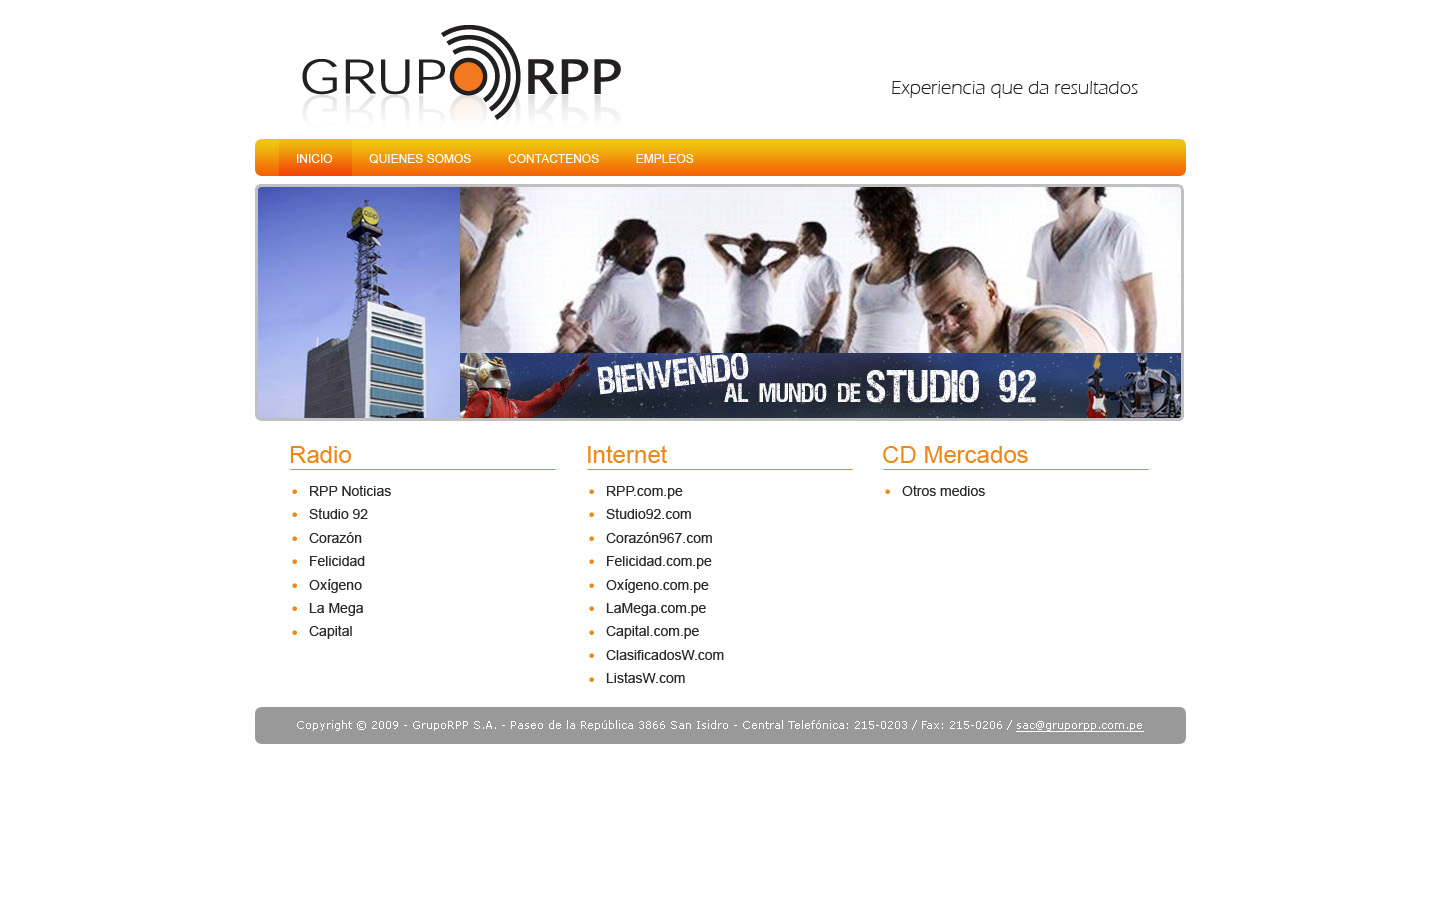 GRUPO RPP
Experiencia que da resultados
INICIO QUIENES SOMOS CONTACTENOS EMPLEOS
rpp
BIENVENIDO
AL MUNDO DE STUDIO 92
Radio
RPP Noticias
Studio 92
Corazón
Felicidad
Oxígeno
La Mega
Capital
Internet
RPP.com.pe
Studio92.com
Corazón967.com
Felicidad.com.pe
Oxígeno.com.pe
LaMega.com.pe
Capital.com.pe
ClasificadosW.com
ListasW.com
CD Mercados
Otros medios
Copyright © 2009 - GrupoRPP S.A. - Paseo de la República 3866 San Isidro - Central Telefónica: 215-0203 / Fax: 215-0206 / sac@gruporpp.com.pe